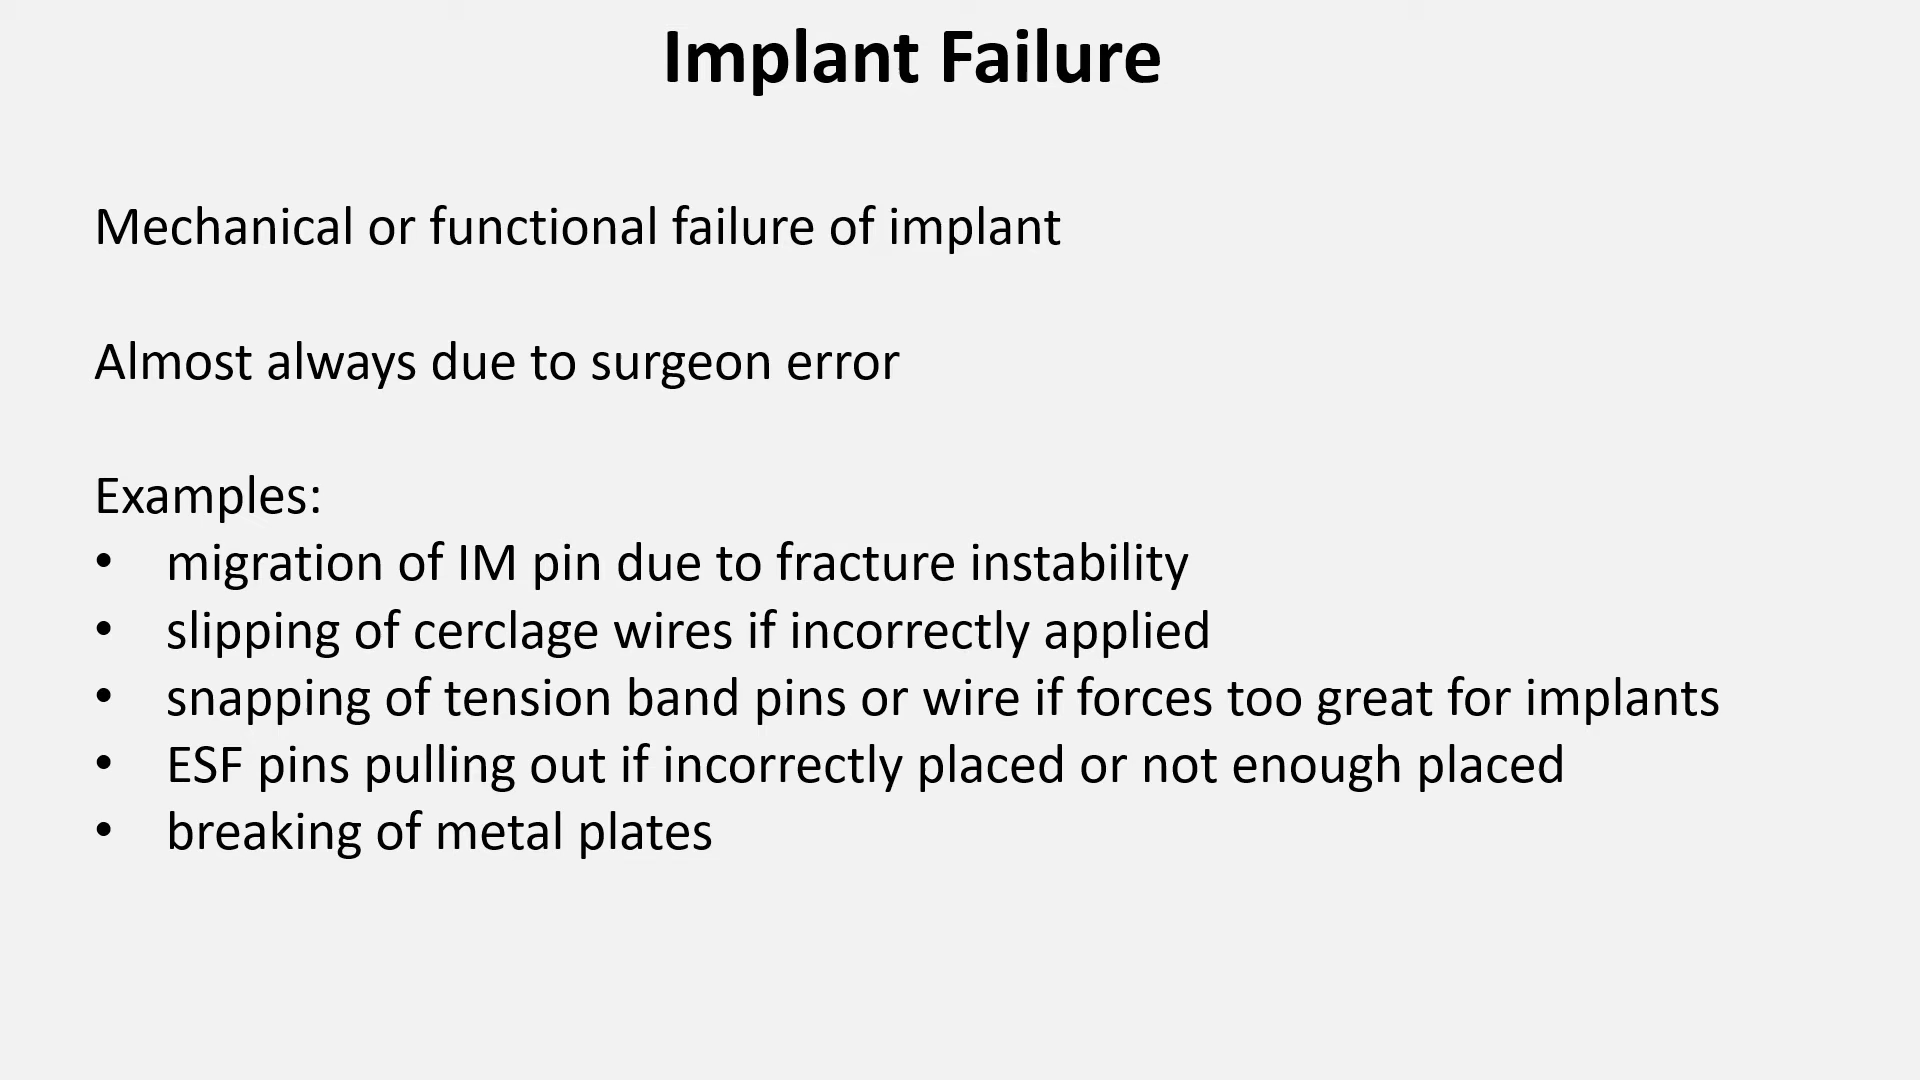 Implant Failure
Mechanical or functional failure of implant
Almost always due to surgeon error
Examples:
• migration of IM pin due to fracture instability
• slipping of cerclage wires if incorrectly applied
• snapping of tension band pins or wire if forces too great for implants
• ESF pins pulling out if incorrectly placed or not enough placed
• breaking of metal plates